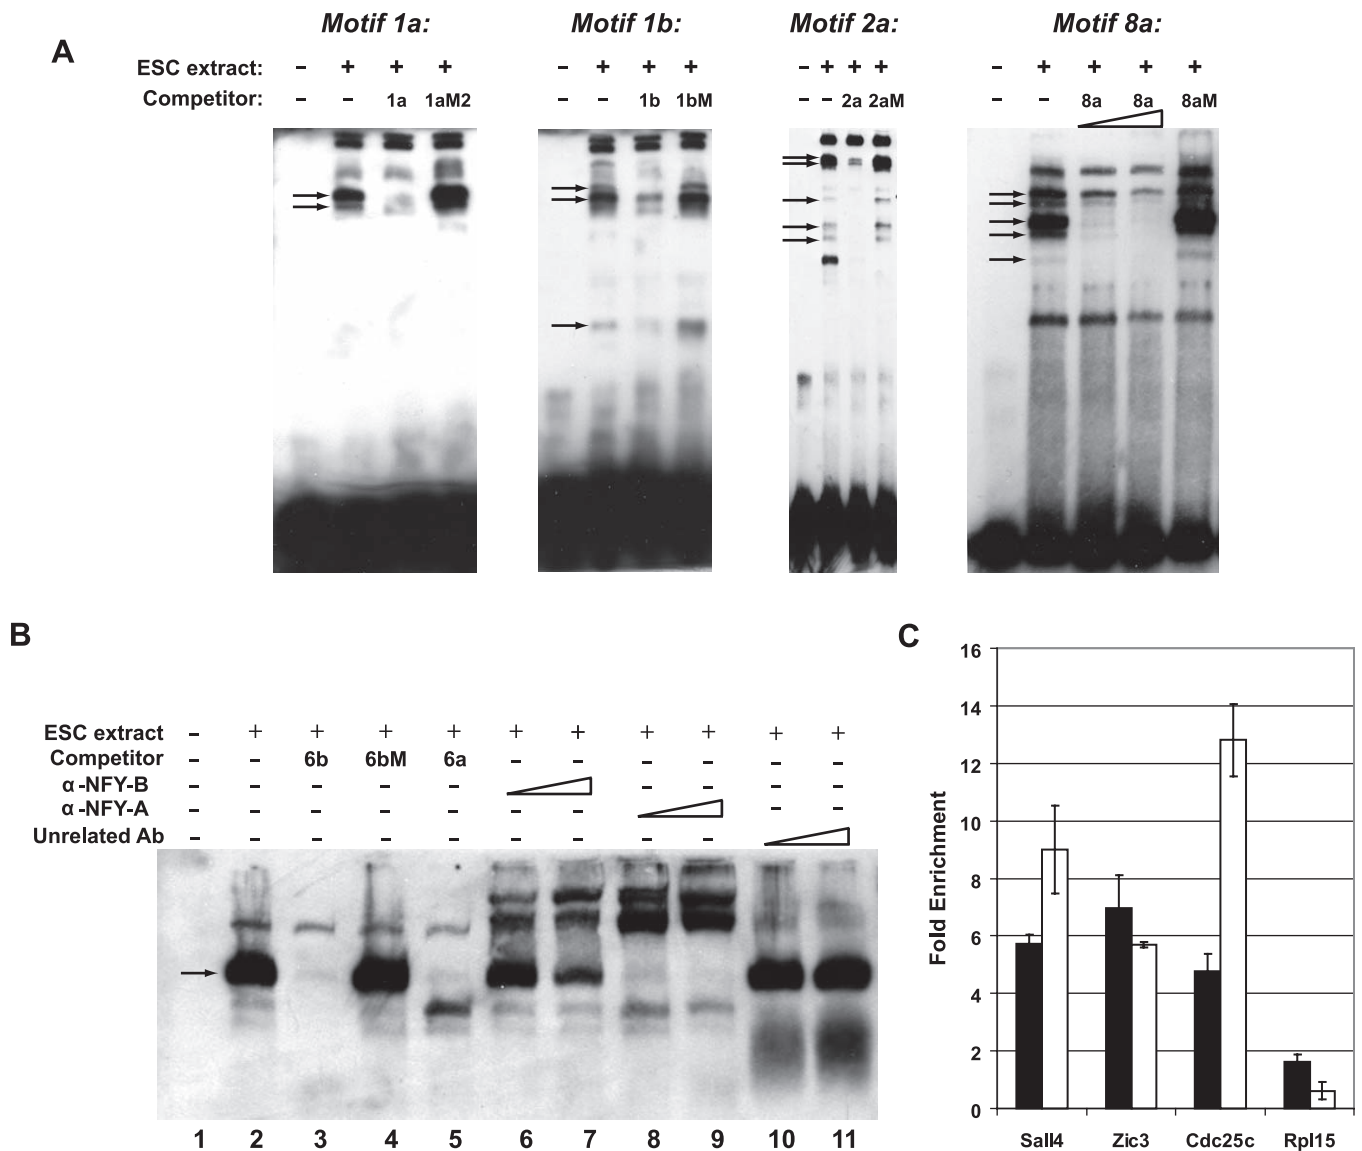 Motif 1a: Motif 1b: Motif 2a: Motif 8a:
A
ESC extract: – + + + – + + + – + + + – + + + +
Competitor: – – 1a 1aM2 – – 1b 1bM – – 2a 2aM – – 8a 8a 8aM
B
ESC extract – + + + + + + + + + +
Competitor – – 6b 6bM 6a – – – – – –
α-NFY-B – – – – – – – – –
α-NFY-A – – – – – – – – –
Unrelated Ab – – – – – – – – –
1 2 3 4 5 6 7 8 9 10 11
C
Fold Enrichment
16
14
12
10
8
6
4
2
0
Sall4 Zic3 Cdc25c Rpl15